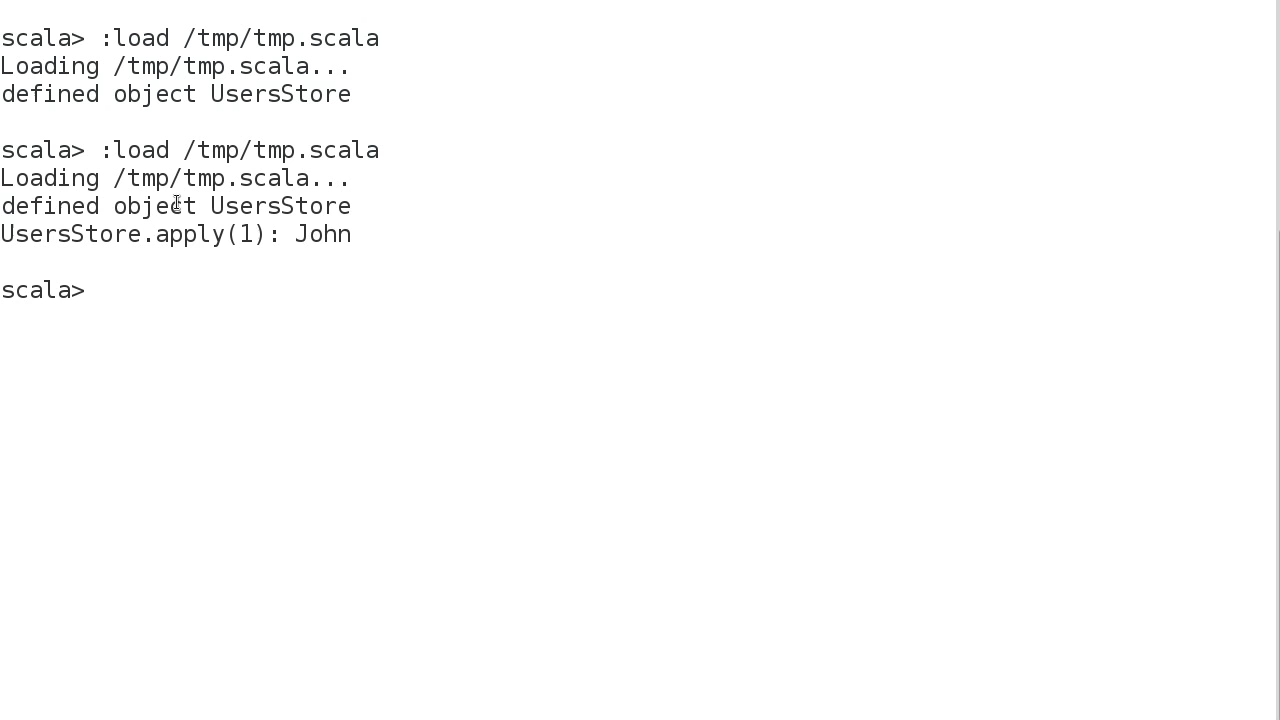 scala> :load /tmp/tmp.scala
Loading /tmp/tmp.scala...
defined object UsersStore
scala> :load /tmp/tmp.scala
Loading /tmp/tmp.scala...
defined object UsersStore
UsersStore.apply(1): John
scala>